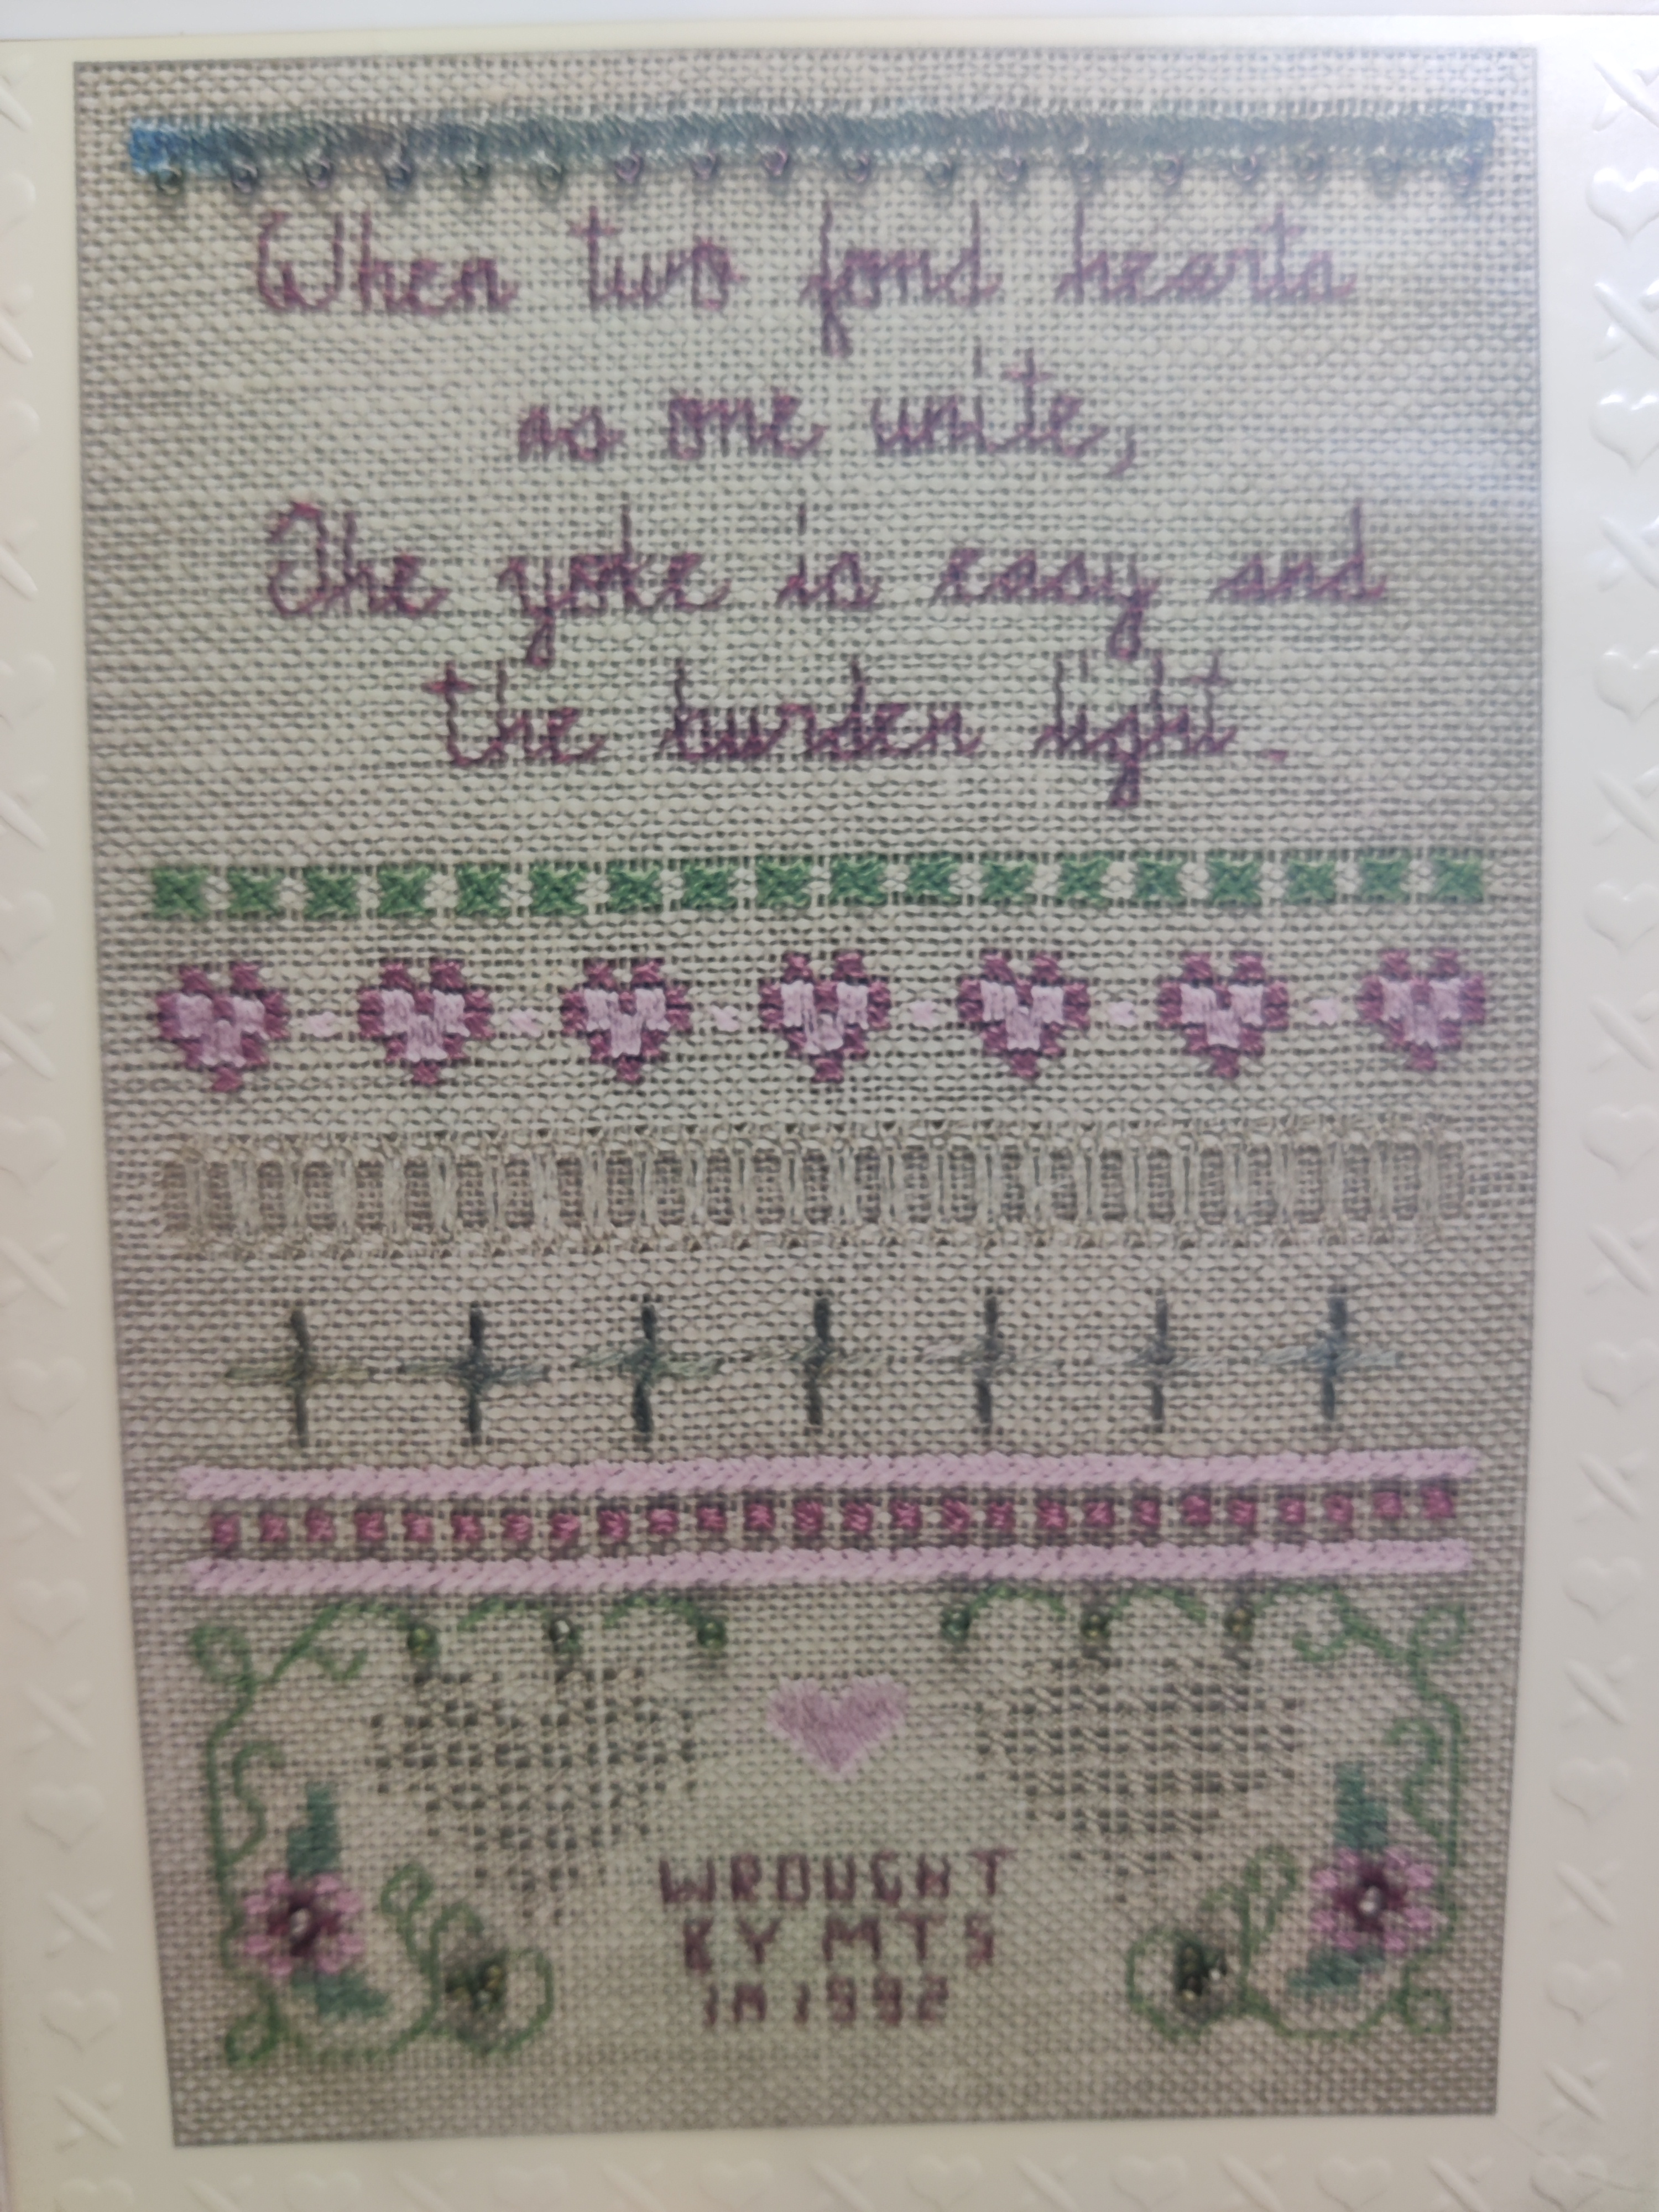 When two fond hearts
as one unite,
The yoke is easy and
the burden light.
WROUGHT
BY MTS
IN 1992